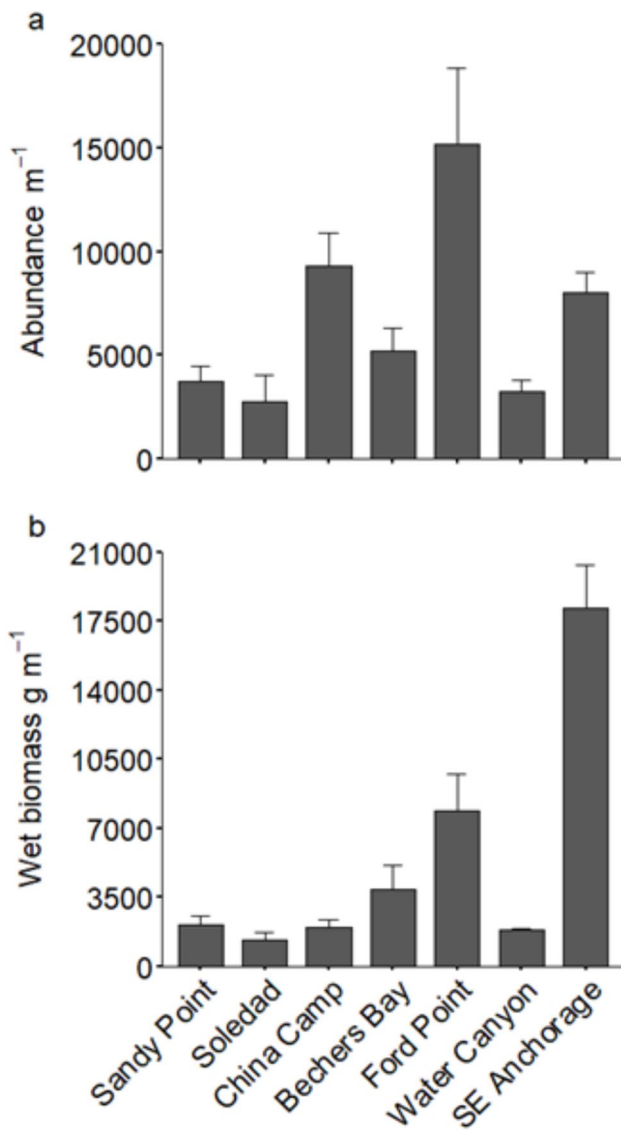 a
20000
15000
10000
5000
0
Abundance m⁻¹
b
21000
17500
14000
10500
7000
3500
0
Wet biomass g m⁻¹
Sandy Point
Soledad
China Camp
Bechers Bay
Ford Point
Water Canyon
SE Anchorage